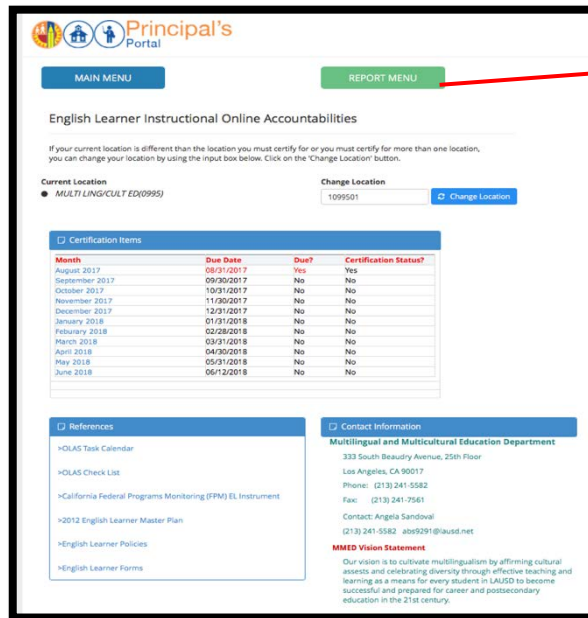 Principal's
Portal
MAIN MENU
REPORT MENU
English Learner Instructional Online Accountabilities
If your current location is different than the location you must certify for or you must certify for more than one location,
you can change your location by using the input box below. Click on the 'Change Location' button.
Current Location
MULTI LING/CULT ED(0995)
Change Location
1099501
Change Location
Certification Items
Month Due Date Due? Certification Status?
August 2017 08/31/2017 Yes Yes
September 2017 09/30/2017 No No
October 2017 10/31/2017 No No
November 2017 11/30/2017 No No
December 2017 12/31/2017 No No
January 2018 01/31/2018 No No
Feburary 2018 02/28/2018 No No
March 2018 03/31/2018 No No
April 2018 04/30/2018 No No
May 2018 05/31/2018 No No
June 2018 06/12/2018 No No
References
>OLAS Task Calendar
>OLAS Check List
>California Federal Programs Monitoring (FPM) EL Instrument
>2012 English Learner Master Plan
>English Learner Policies
>English Learner Forms
Contact Information
Multilingual and Multicultural Education Department
333 South Beaudry Avenue, 25th Floor
Los Angeles, CA 90017
Phone: (213) 241-5582
Fax: (213) 241-7561
Contact: Angela Sandoval
(213) 241-5582 abs9291@lausd.net
MMED Vision Statement
Our vision is to cultivate multilingualism by affirming cultural
assests and celebrating diversity through effective teaching and
learning as a means for every student in LAUSD to become
successful and prepared for career and postsecondary
education in the 21st century.